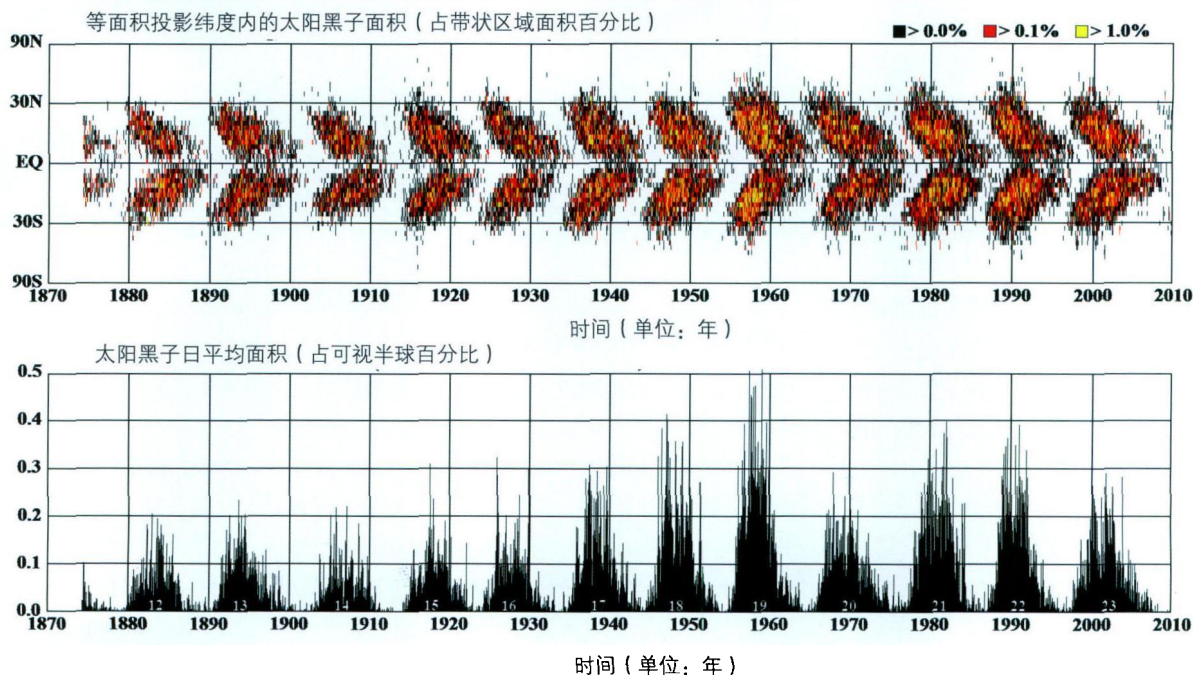 等面积投影纬度内的太阳黑子面积（占带状区域面积百分比）
> 0.0% > 0.1% > 1.0%
90N
30N
EQ
30S
90S
1870 1880 1890 1900 1910 1920 1930 1940 1950 1960 1970 1980 1990 2000 2010
时间（单位：年）
太阳黑子日平均面积（占可视半球百分比）
0.5
0.4
0.3
0.2
0.1
0.0
12 13 14 15 16 17 18 19 20 21 22 23
1870 1880 1890 1900 1910 1920 1930 1940 1950 1960 1970 1980 1990 2000 2010
时间（单位：年）